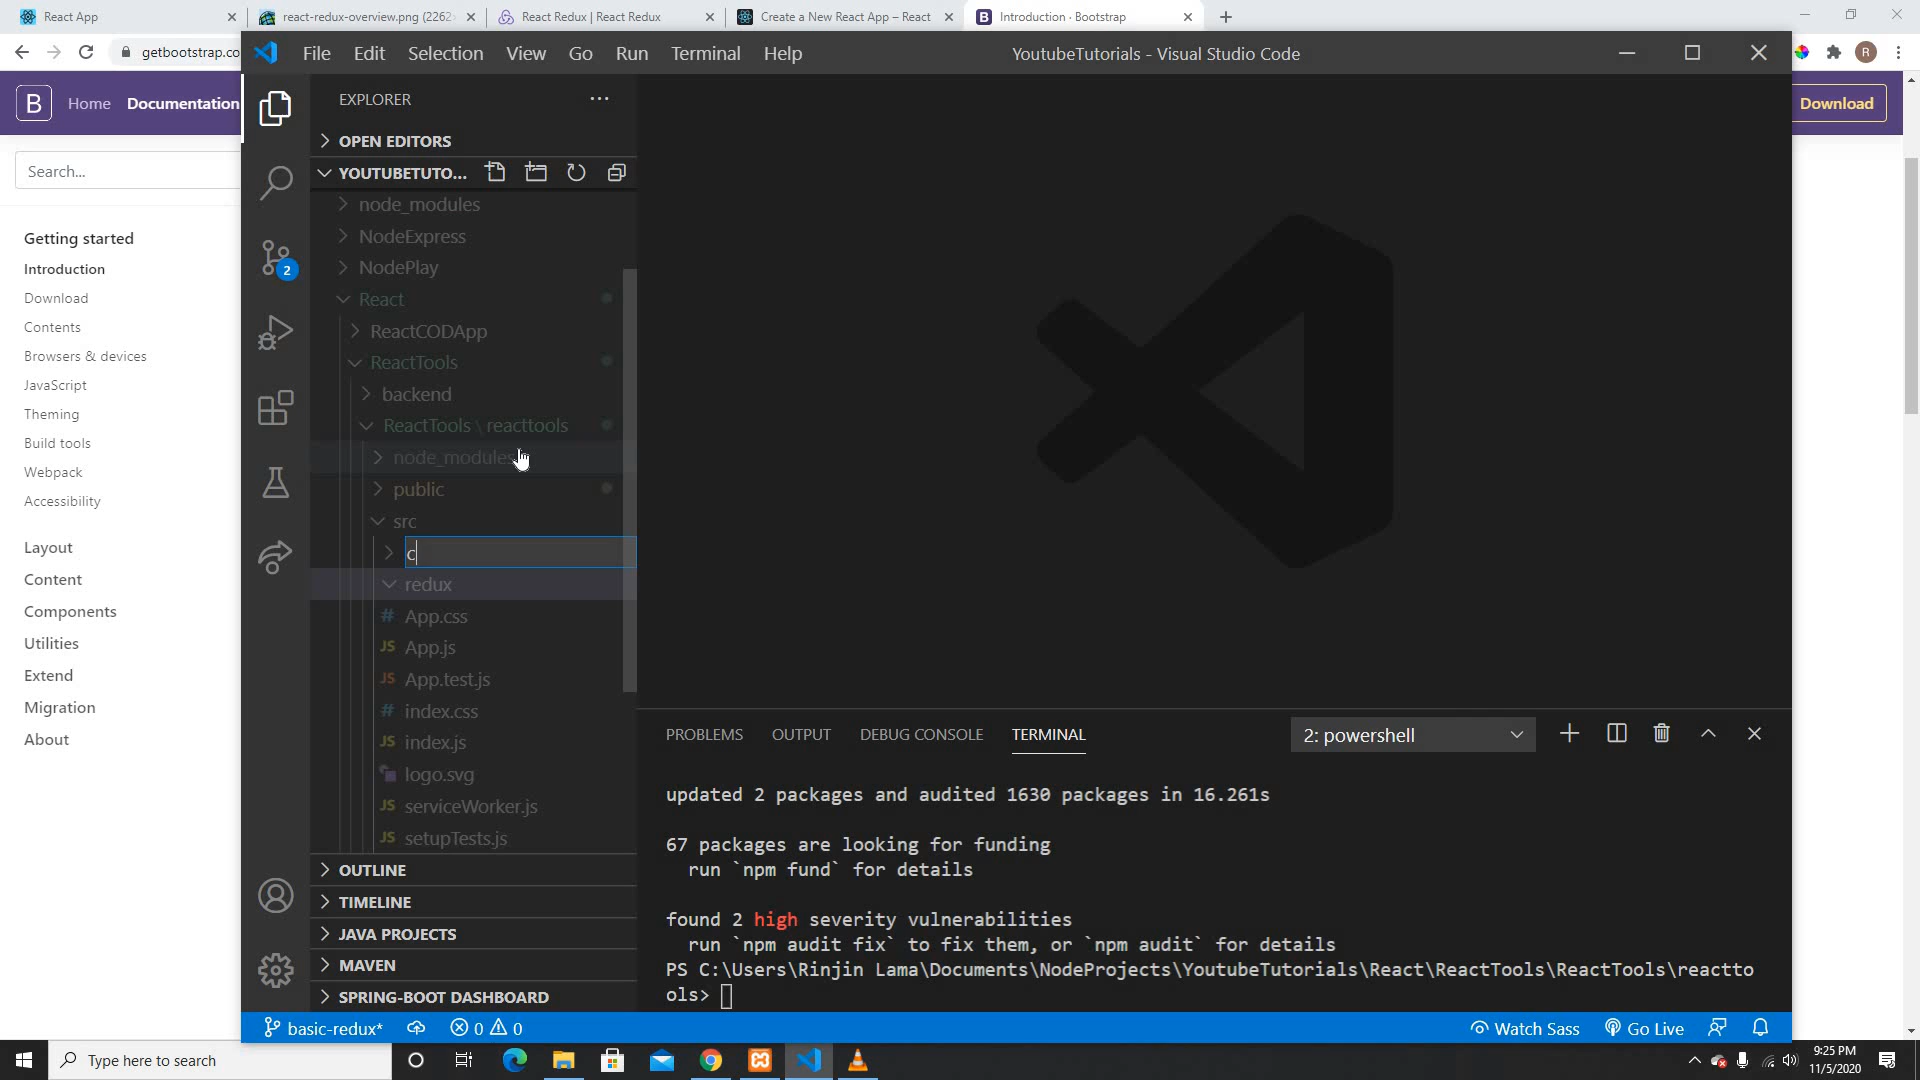 React App
react-redux-overview.png (2262
React Redux | React Redux
Create a New React App – React
Introduction · Bootstrap
getbootstrap.co
R
B Home Documentation
Download
Search...
Getting started
Introduction
Download
Contents
Browsers & devices
JavaScript
Theming
Build tools
Webpack
Accessibility
Layout
Content
Components
Utilities
Extend
Migration
About
File Edit Selection View Go Run Terminal Help
YoutubeTutorials - Visual Studio Code
EXPLORER
OPEN EDITORS
YOUTUBETUTO...
node_modules
NodeExpress
NodePlay
React
ReactCODApp
ReactTools
backend
ReactTools \ reacttools
node_modules
public
src
c
redux
# App.css
JS App.js
JS App.test.js
# index.css
JS index.js
logo.svg
JS serviceWorker.js
JS setupTests.js
OUTLINE
TIMELINE
JAVA PROJECTS
MAVEN
SPRING-BOOT DASHBOARD
2
PROBLEMS OUTPUT DEBUG CONSOLE TERMINAL
2: powershell
updated 2 packages and audited 1630 packages in 16.261s
67 packages are looking for funding
run `npm fund` for details
found 2 high severity vulnerabilities
run `npm audit fix` to fix them, or `npm audit` for details
PS C:\Users\Rinjin Lama\Documents\NodeProjects\YoutubeTutorials\React\ReactTools\ReactTools\reactto
ols>
basic-redux* 0 0
Watch Sass Go Live
Type here to search
9:25 PM
11/5/2020